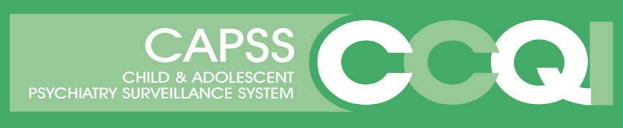 CAPSS
CHILD & ADOLESCENT
PSYCHIATRY SURVEILLANCE SYSTEM
CCQI